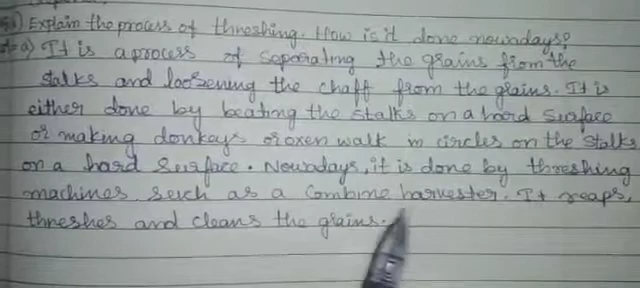 Explain the process of threshing. How is it done nowadays?
a) It is a process of separating the grains from the
stalks and loosening the chaff from the grains. It is
either done by beating the stalks on a hard surface
or making donkeys or oxen walk in circles on the stalks
on a hard surface. Nowadays, it is done by threshing
machines such as a combine harvester. It reaps,
threshes and cleans the grains.